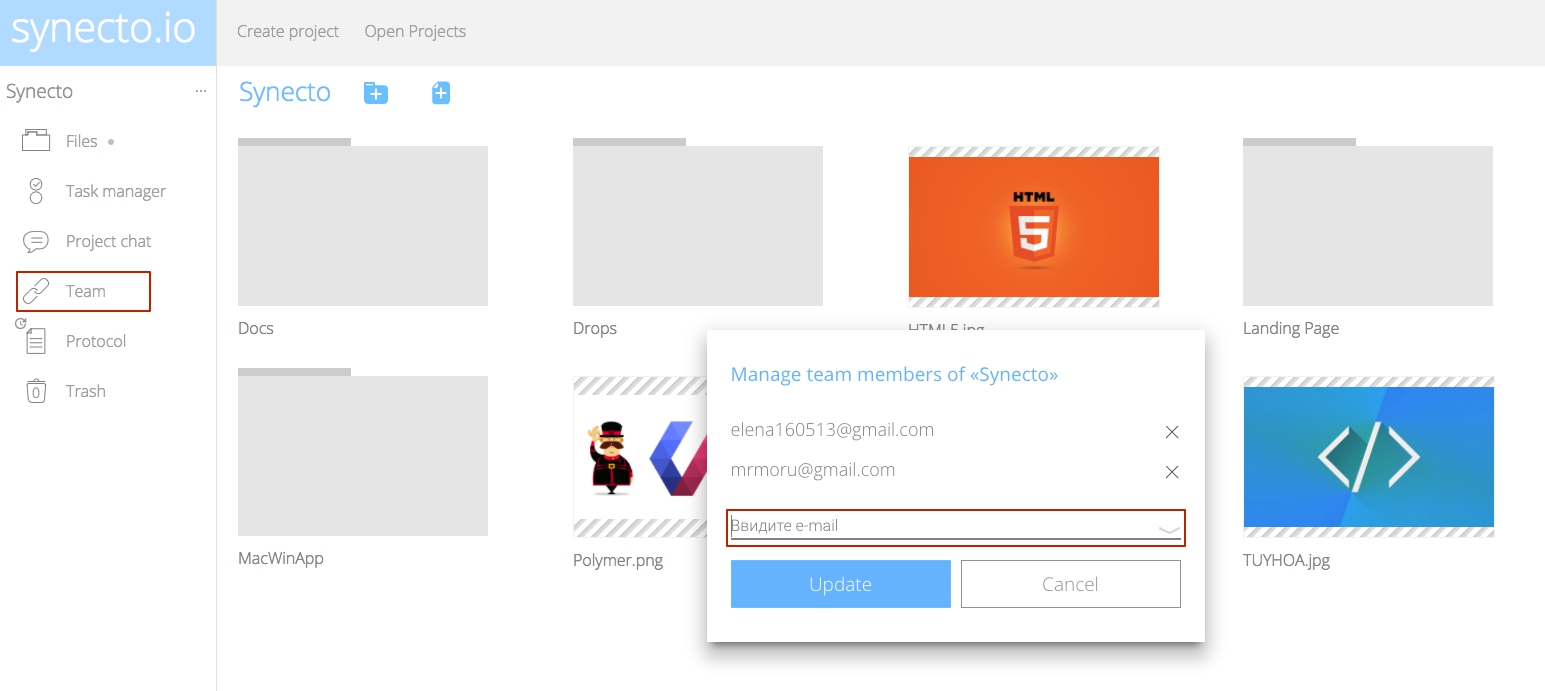 synecto.io
Create project
Open Projects
Synecto
...
Files
Task manager
Project chat
Team
Protocol
0
Trash
Synecto
HTML
5
Docs
Drops
HTML5.jpg
Landing Page
MacWinApp
Polymer.png
</>
TUYHOA.jpg
Manage team members of «Synecto»
elena160513@gmail.com
mrmoru@gmail.com
Ввидите e-mail
Update
Cancel